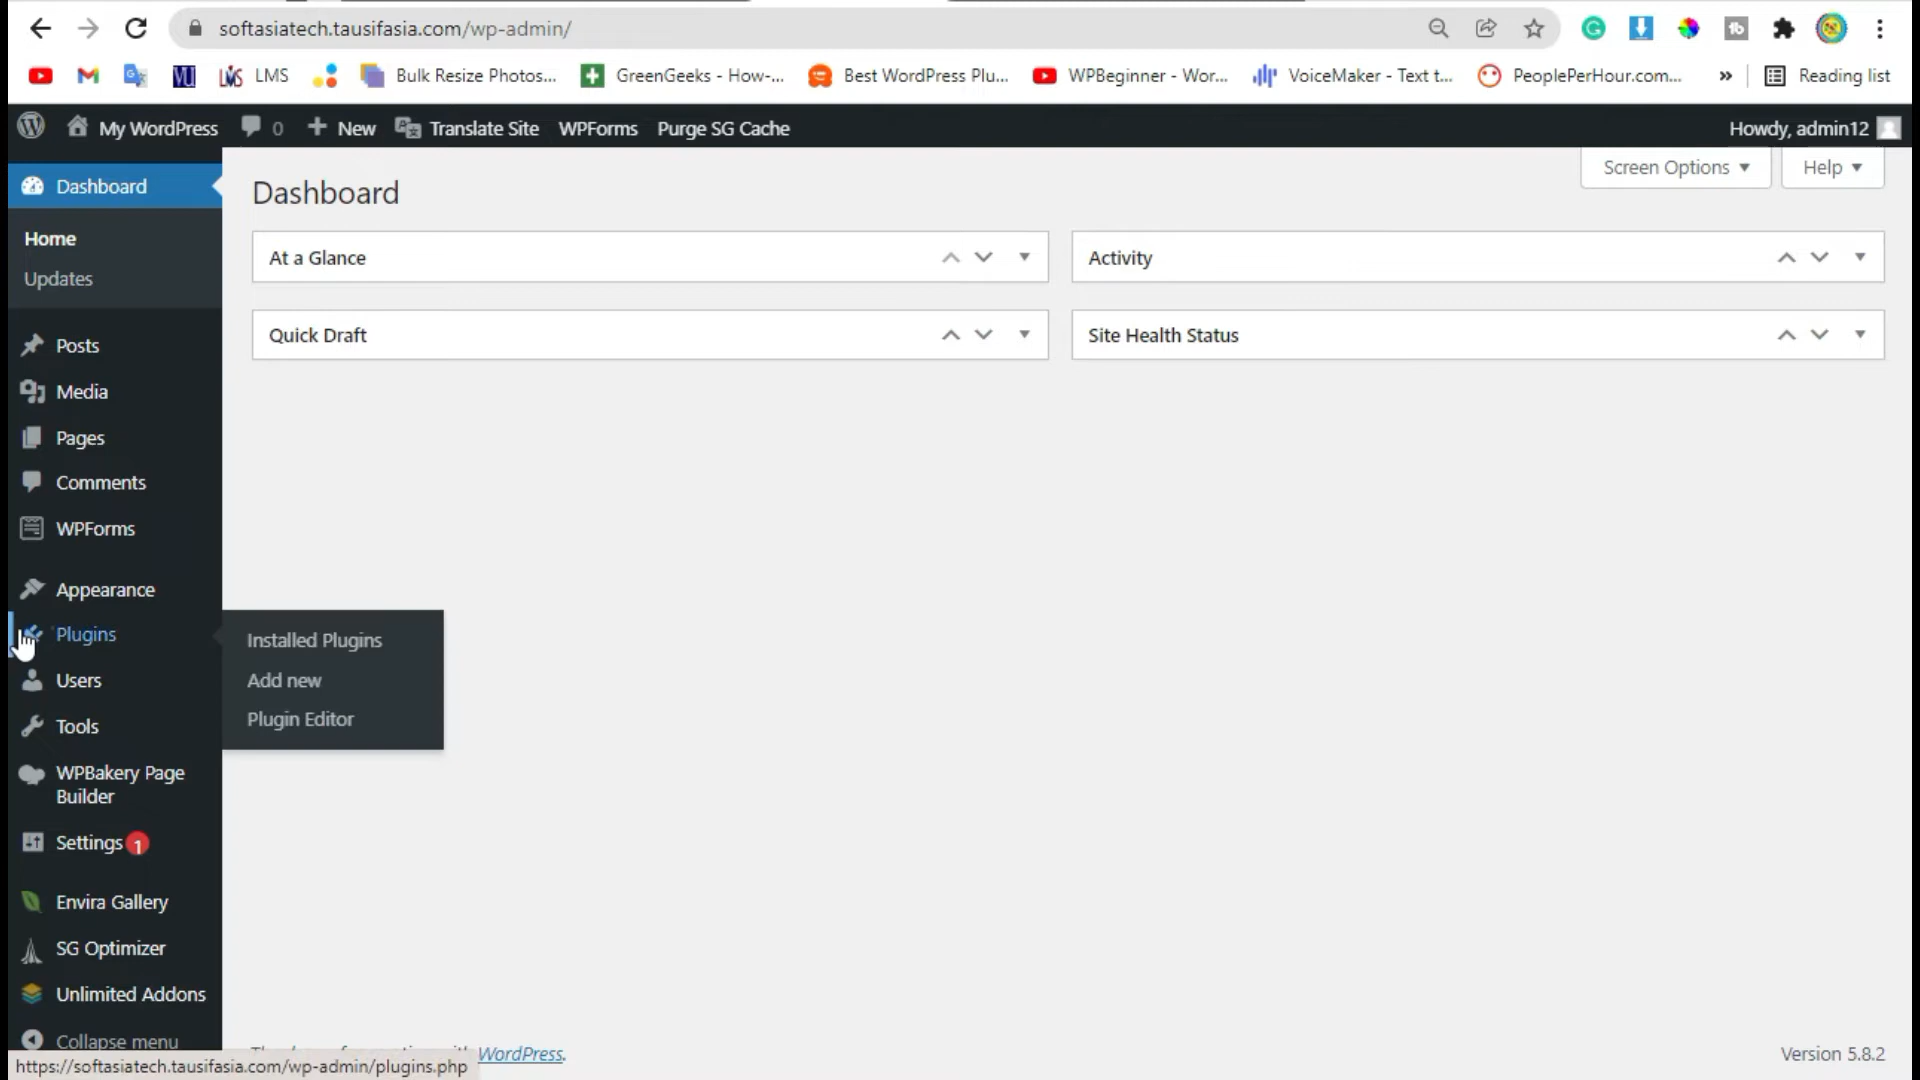 softasiatech.tausifasia.com/wp-admin/
LMS
Bulk Resize Photos...
GreenGeeks - How-...
Best WordPress Plu...
WPBeginner - Wor...
VoiceMaker - Text t...
PeoplePerHour.com...
»
Reading list
My WordPress
0
New
Translate Site
WPForms
Purge SG Cache
Howdy, admin12
Dashboard
Home
Updates
Posts
Media
Pages
Comments
WPForms
Appearance
Plugins
Users
Tools
WPBakery Page
Builder
Settings 1
Envira Gallery
SG Optimizer
Unlimited Addons
Collapse menu
Installed Plugins
Add new
Plugin Editor
Screen Options
Help
Dashboard
At a Glance
Activity
Quick Draft
Site Health Status
WordPress.
Version 5.8.2
https://softasiatech.tausifasia.com/wp-admin/plugins.php